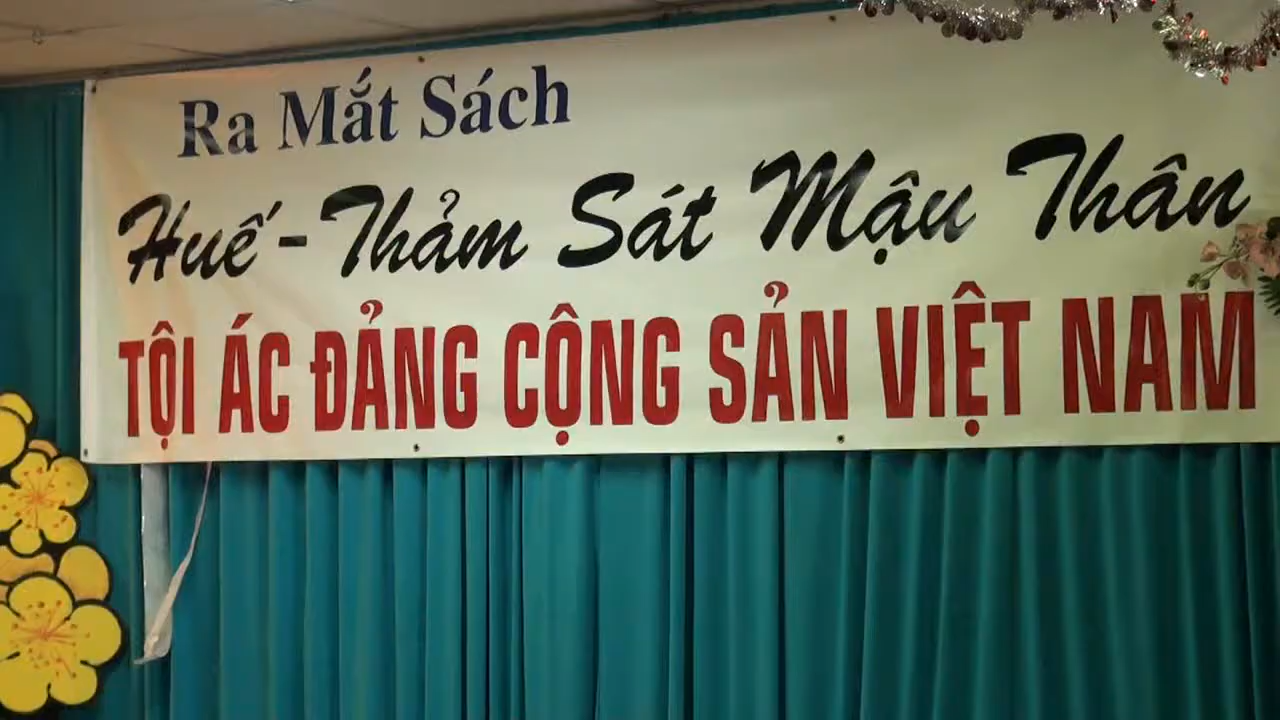 Ra Mắt Sách
Huế - Thảm Sát Mậu Thân
TỘI ÁC ĐẢNG CỘNG SẢN VIỆT NAM